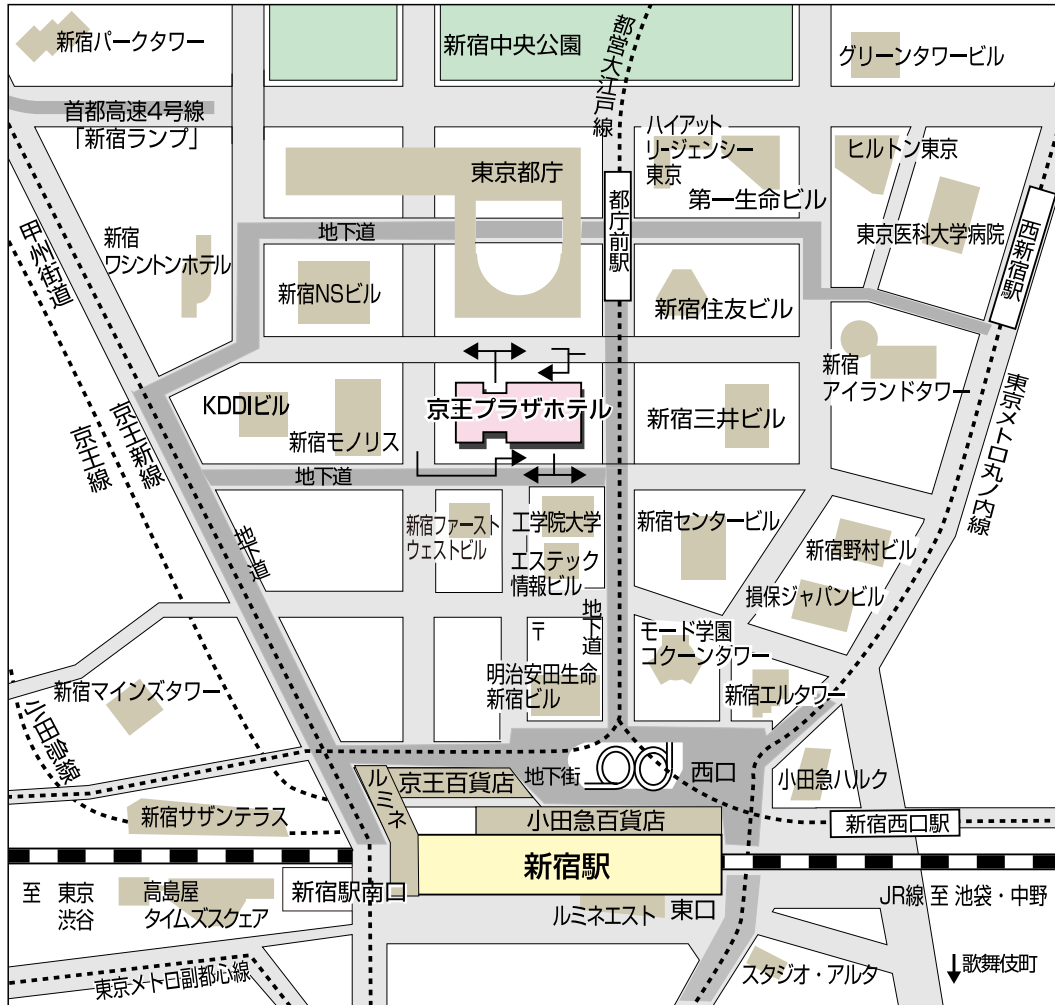 新宿パークタワー
新宿中央公園
都営大江戸線
グリーンタワービル
首都高速4号線
「新宿ランプ」
ハイアット
リージェンシー
東京
ヒルトン東京
東京都庁
第一生命ビル
都庁前駅
東京医科大学病院
西新宿駅
甲州街道
新宿
ワシントンホテル
地下道
新宿NSビル
新宿住友ビル
新宿
アイランドタワー
東京メトロ丸ノ内線
KDDIビル
新宿モノリス
京王プラザホテル
新宿三井ビル
京王新線
京王線
地下道
地下道
新宿ファースト
ウェストビル
工学院大学
エステック
情報ビル
新宿センタービル
新宿野村ビル
損保ジャパンビル
地下道
〒
明治安田生命
新宿ビル
モード学園
コクーンタワー
新宿エルタワー
新宿マインズタワー
小田急線
ルミネ
京王百貨店
地下街
西口
小田急ハルク
新宿サザンテラス
小田急百貨店
新宿西口駅
新宿駅
至 東京
渋谷
高島屋
タイムズスクェア
新宿駅南口
ルミネエスト
東口
JR線 至 池袋・中野
東京メトロ副都心線
スタジオ・アルタ
歌舞伎町